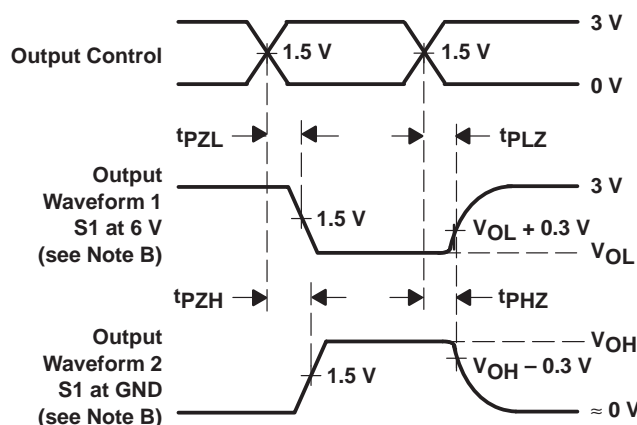 3 V
Output Control
1.5 V
1.5 V
0 V
tPZL
tPLZ
Output
Waveform 1
S1 at 6 V
(see Note B)
3 V
1.5 V
VOL + 0.3 V
VOL
tPZH
tPHZ
Output
Waveform 2
S1 at GND
(see Note B)
VOH
1.5 V
VOH – 0.3 V
≈ 0 V